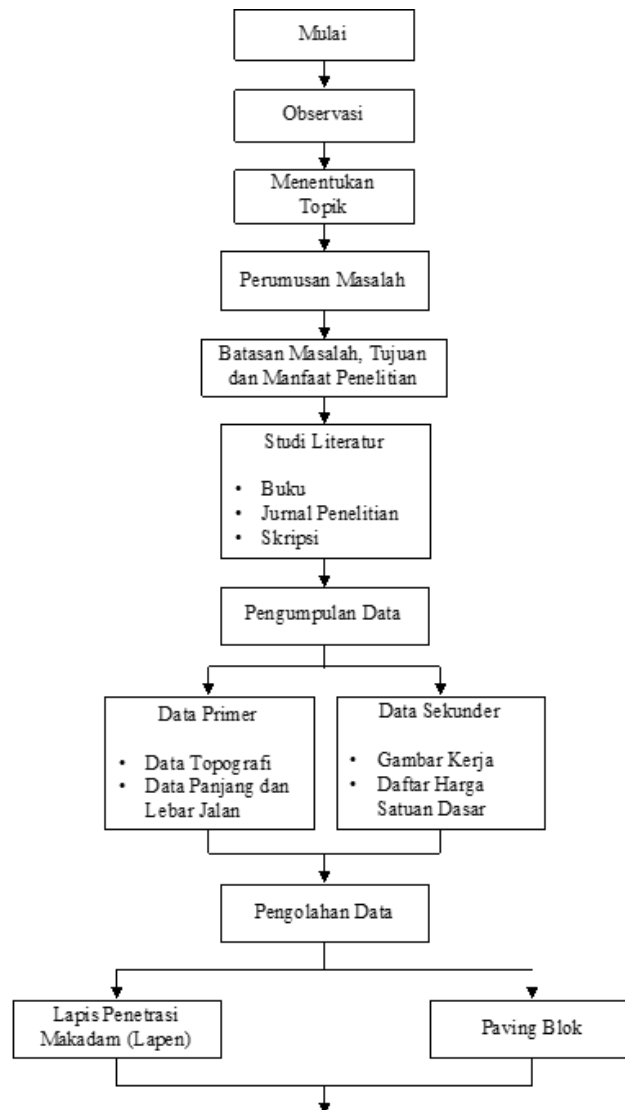 Mulai
Observasi
Menentukan
Topik
Perumusan Masalah
Batasan Masalah, Tujuan
dan Manfaat Penelitian
Studi Literatur
• Buku
• Jurnal Penelitian
• Skripsi
Pengumpulan Data
Data Primer
• Data Topografi
• Data Panjang dan
Lebar Jalan
Data Sekunder
• Gambar Kerja
• Daftar Harga
Satuan Dasar
Pengolahan Data
Lapis Penetrasi
Makadam (Lapen)
Paving Blok